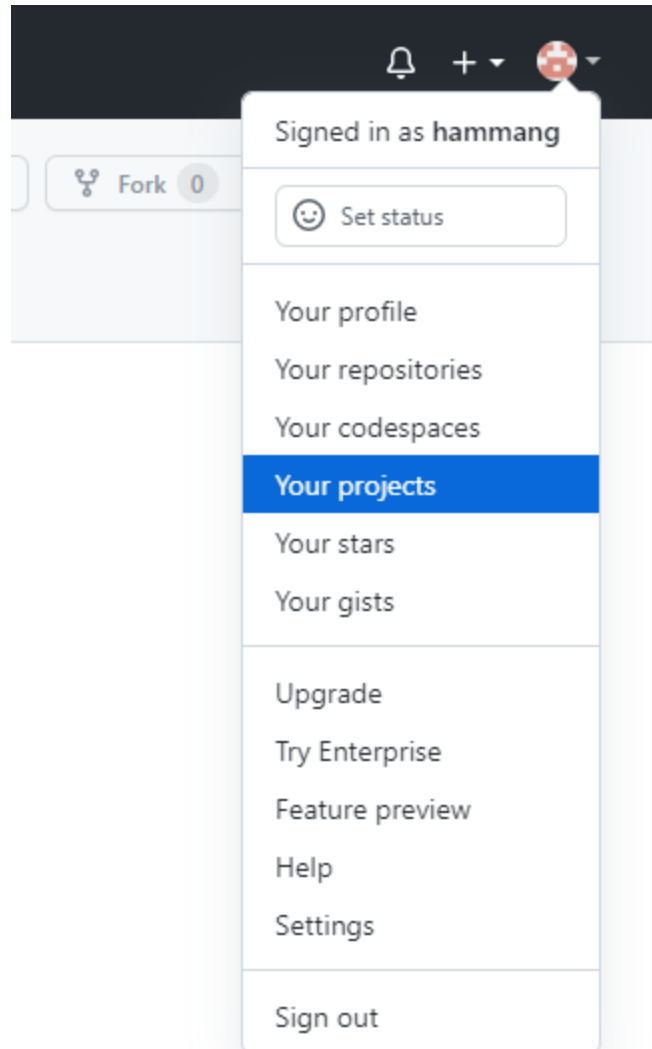 Signed in as hammang
Fork 0
Set status
Your profile
Your repositories
Your codespaces
Your projects
Your stars
Your gists
Upgrade
Try Enterprise
Feature preview
Help
Settings
Sign out